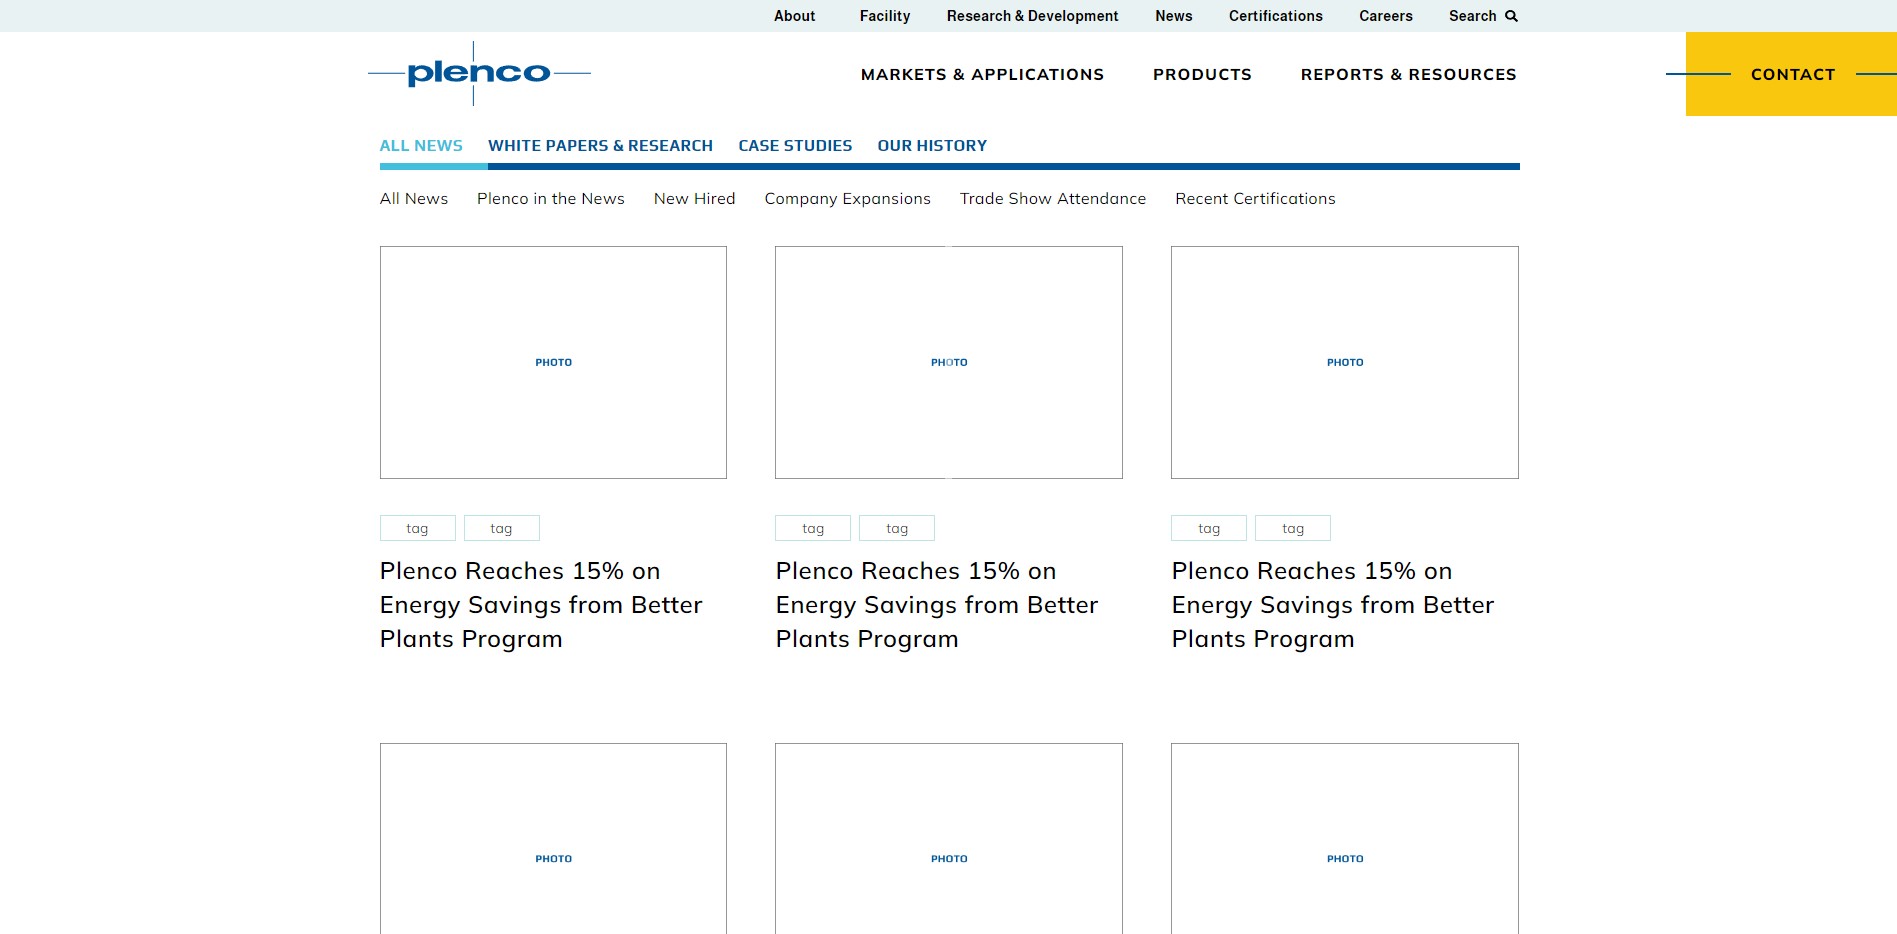 About Facility Research & Development News Certifications Careers Search
plenco MARKETS & APPLICATIONS PRODUCTS REPORTS & RESOURCES CONTACT
ALL NEWS WHITE PAPERS & RESEARCH CASE STUDIES OUR HISTORY
All News Plenco in the News New Hired Company Expansions Trade Show Attendance Recent Certifications
PHOTO PHOTO PHOTO
tag tag tag tag tag tag
Plenco Reaches 15% on
Energy Savings from Better
Plants Program
Plenco Reaches 15% on
Energy Savings from Better
Plants Program
Plenco Reaches 15% on
Energy Savings from Better
Plants Program
PHOTO PHOTO PHOTO